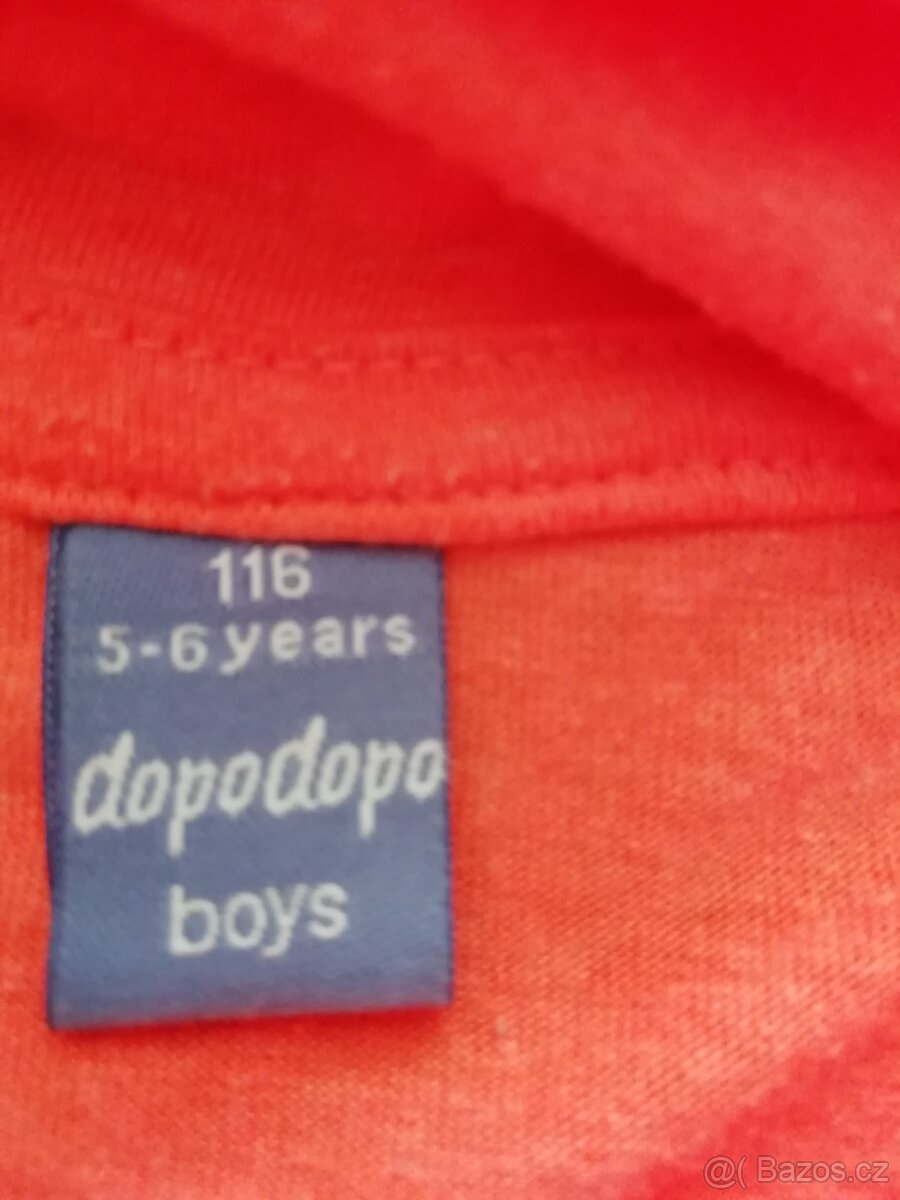 116
5-6 years
dopodopo
boys
@( Bazos.cz